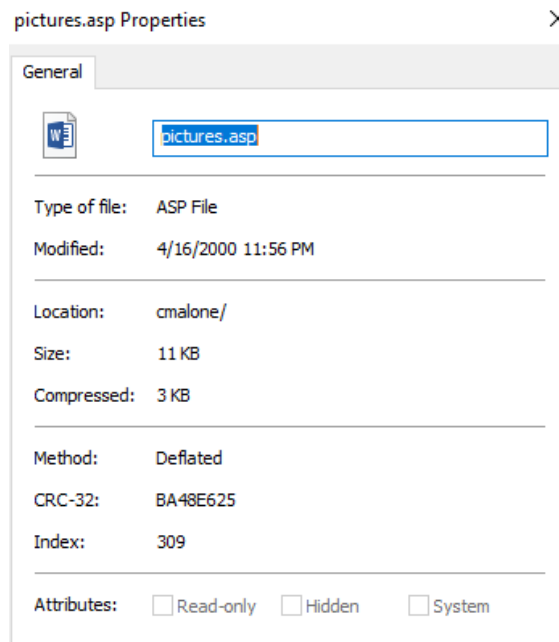 pictures.asp Properties
General
pictures.asp
Type of file: ASP File
Modified: 4/16/2000 11:56 PM
Location: cmalone/
Size: 11 KB
Compressed: 3 KB
Method: Deflated
CRC-32: BA48E625
Index: 309
Attributes: Read-only Hidden System